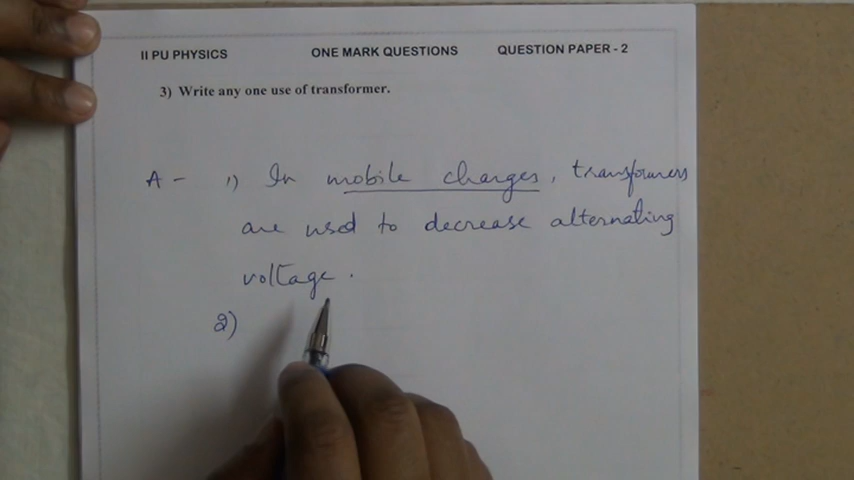 II PU PHYSICS ONE MARK QUESTIONS QUESTION PAPER - 2
3) Write any one use of transformer.
A - 1) In mobile charges, transformers
are used to decrease alternating
voltage.
2)